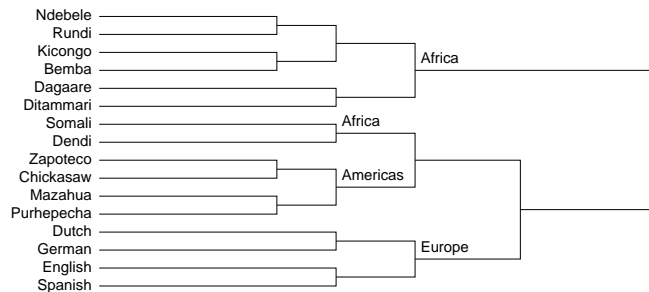 Ndebele
Rundi
Kicongo
Bemba
Africa
Dagaare
Ditammari
Somali
Africa
Dendi
Zapoteco
Chickasaw
Americas
Mazahua
Purhepecha
Dutch
German
Europe
English
Spanish